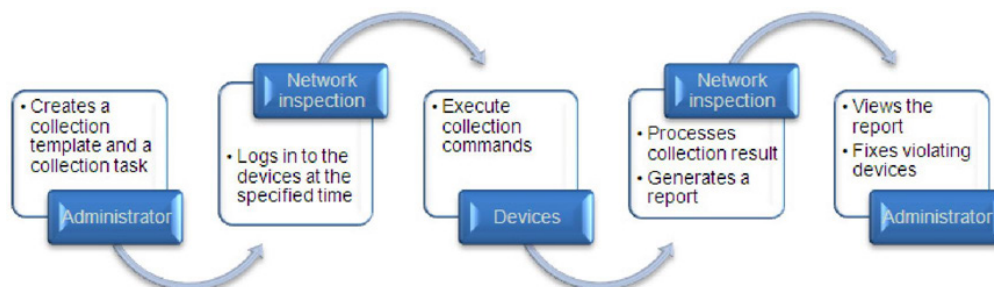 • Creates a
collection
template and a
collection task
Administrator
Network
inspection
• Logs in to the
devices at the
specified time
• Execute
collection
commands
Devices
Network
inspection
• Processes
collection result
• Generates a
report
• Views the
report
• Fixes violating
devices
Administrator